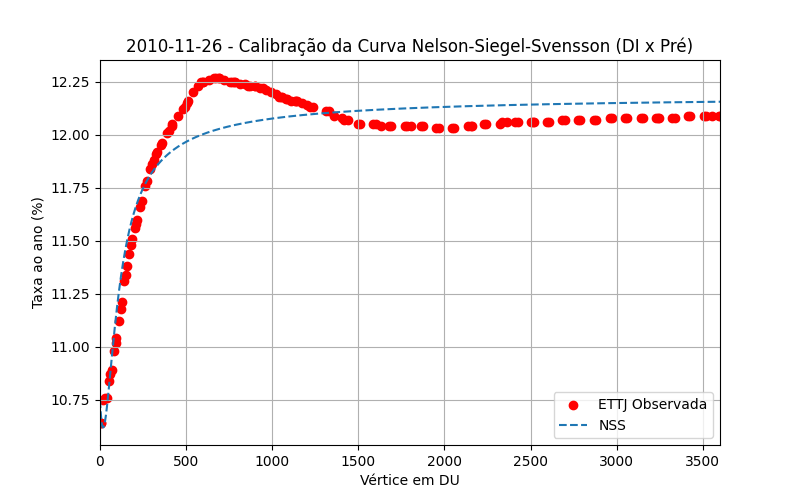 2010-11-26 - Calibração da Curva Nelson-Siegel-Svensson (DI x Pré)
12.25
12.00
11.75
11.50
11.25
11.00
10.75
Taxa ao ano (%)
ETTJ Observada
NSS
0 500 1000 1500 2000 2500 3000 3500
Vértice em DU